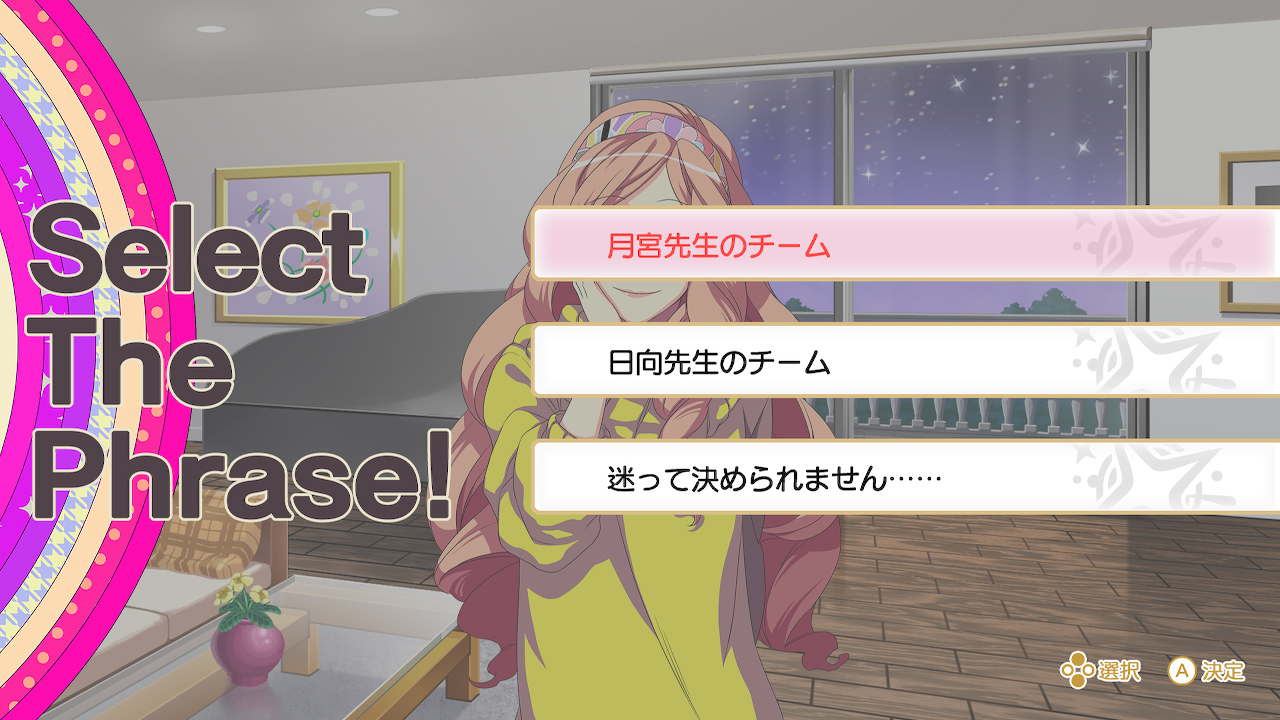 Select
The
Phrase!
月宮先生のチーム
日向先生のチーム
迷って決められません……
選択
A 決定